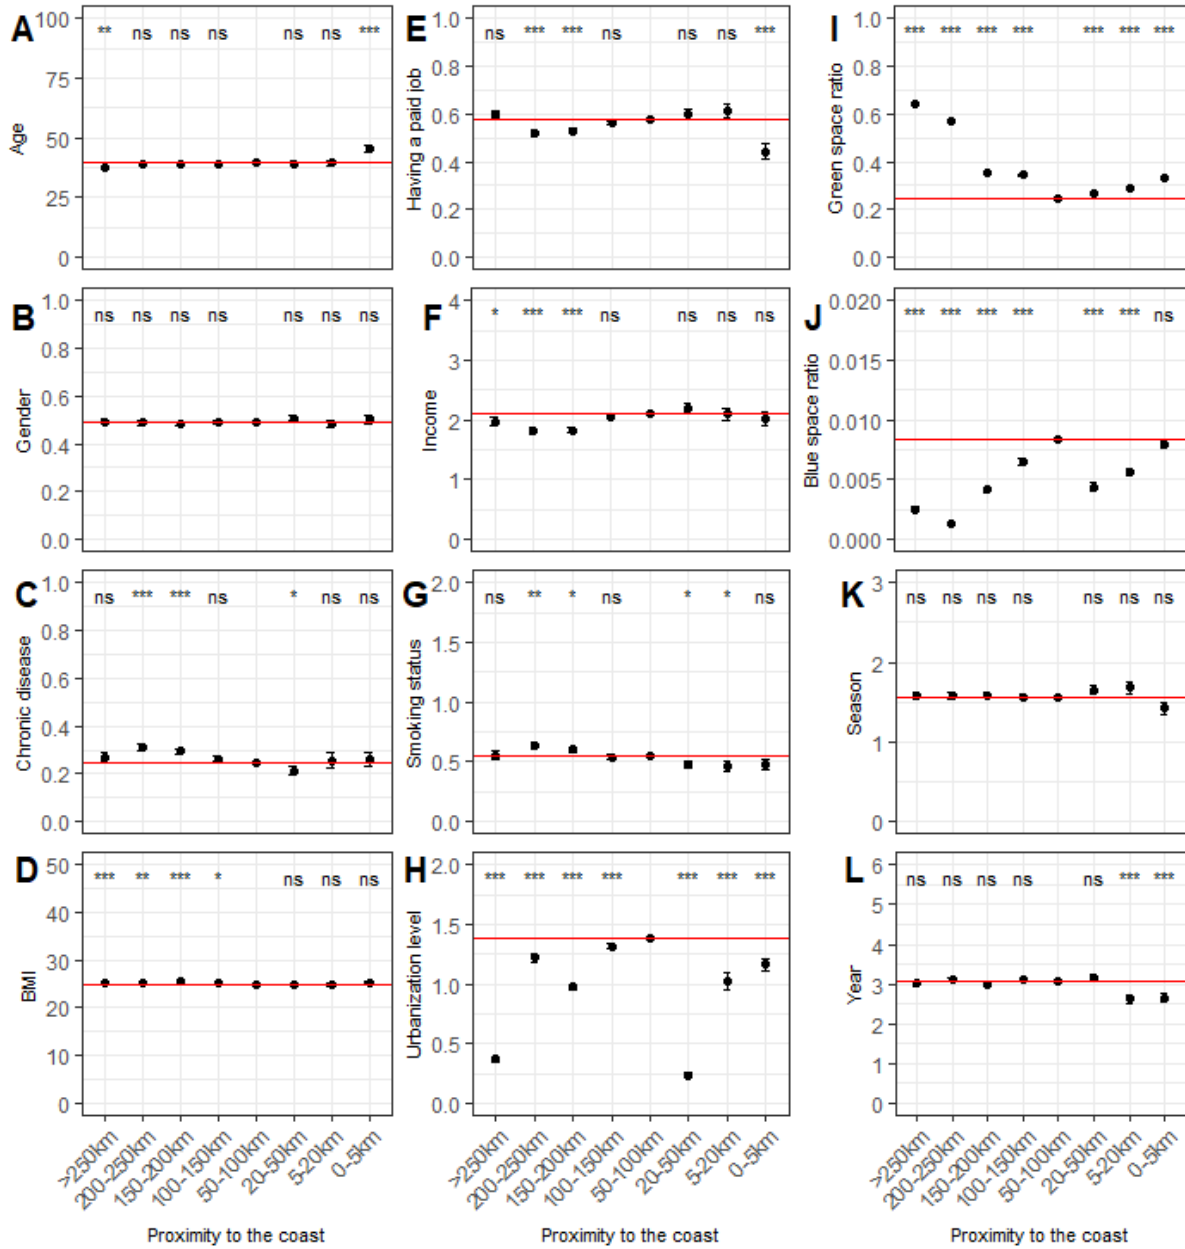 A
Age
100
75
50
25
0
** ns ns ns ns ns ***
E
Having a paid job
1.0
0.8
0.6
0.4
0.2
0.0
ns *** *** ns ns ns ***
I
Green space ratio
1.0
0.8
0.6
0.4
0.2
0.0
*** *** *** *** *** *** ***
B
Gender
1.0
0.8
0.6
0.4
0.2
0.0
ns ns ns ns ns ns ns
F
Income
4
3
2
1
0
* *** *** ns ns ns ns
J
Blue space ratio
0.020
0.015
0.010
0.005
0.000
*** *** *** *** *** *** ns
C
Chronic disease
1.0
0.8
0.6
0.4
0.2
0.0
ns *** *** ns * ns ns
G
Smoking status
2.0
1.5
1.0
0.5
0.0
ns ** * ns * * ns
K
Season
3
2
1
0
ns ns ns ns ns ns ns
D
BMI
50
40
30
20
10
0
*** ** *** * ns ns ns
H
Urbanization level
2.0
1.5
1.0
0.5
0.0
*** *** *** *** *** *** ***
L
Year
6
5
4
3
2
1
0
ns ns ns ns ns *** ***
>250km 200-250km 150-200km 100-150km 50-100km 20-50km 5-20km 0-5km
>250km 200-250km 150-200km 100-150km 50-100km 20-50km 5-20km 0-5km
>250km 200-250km 150-200km 100-150km 50-100km 20-50km 5-20km 0-5km
Proximity to the coast
Proximity to the coast
Proximity to the coast